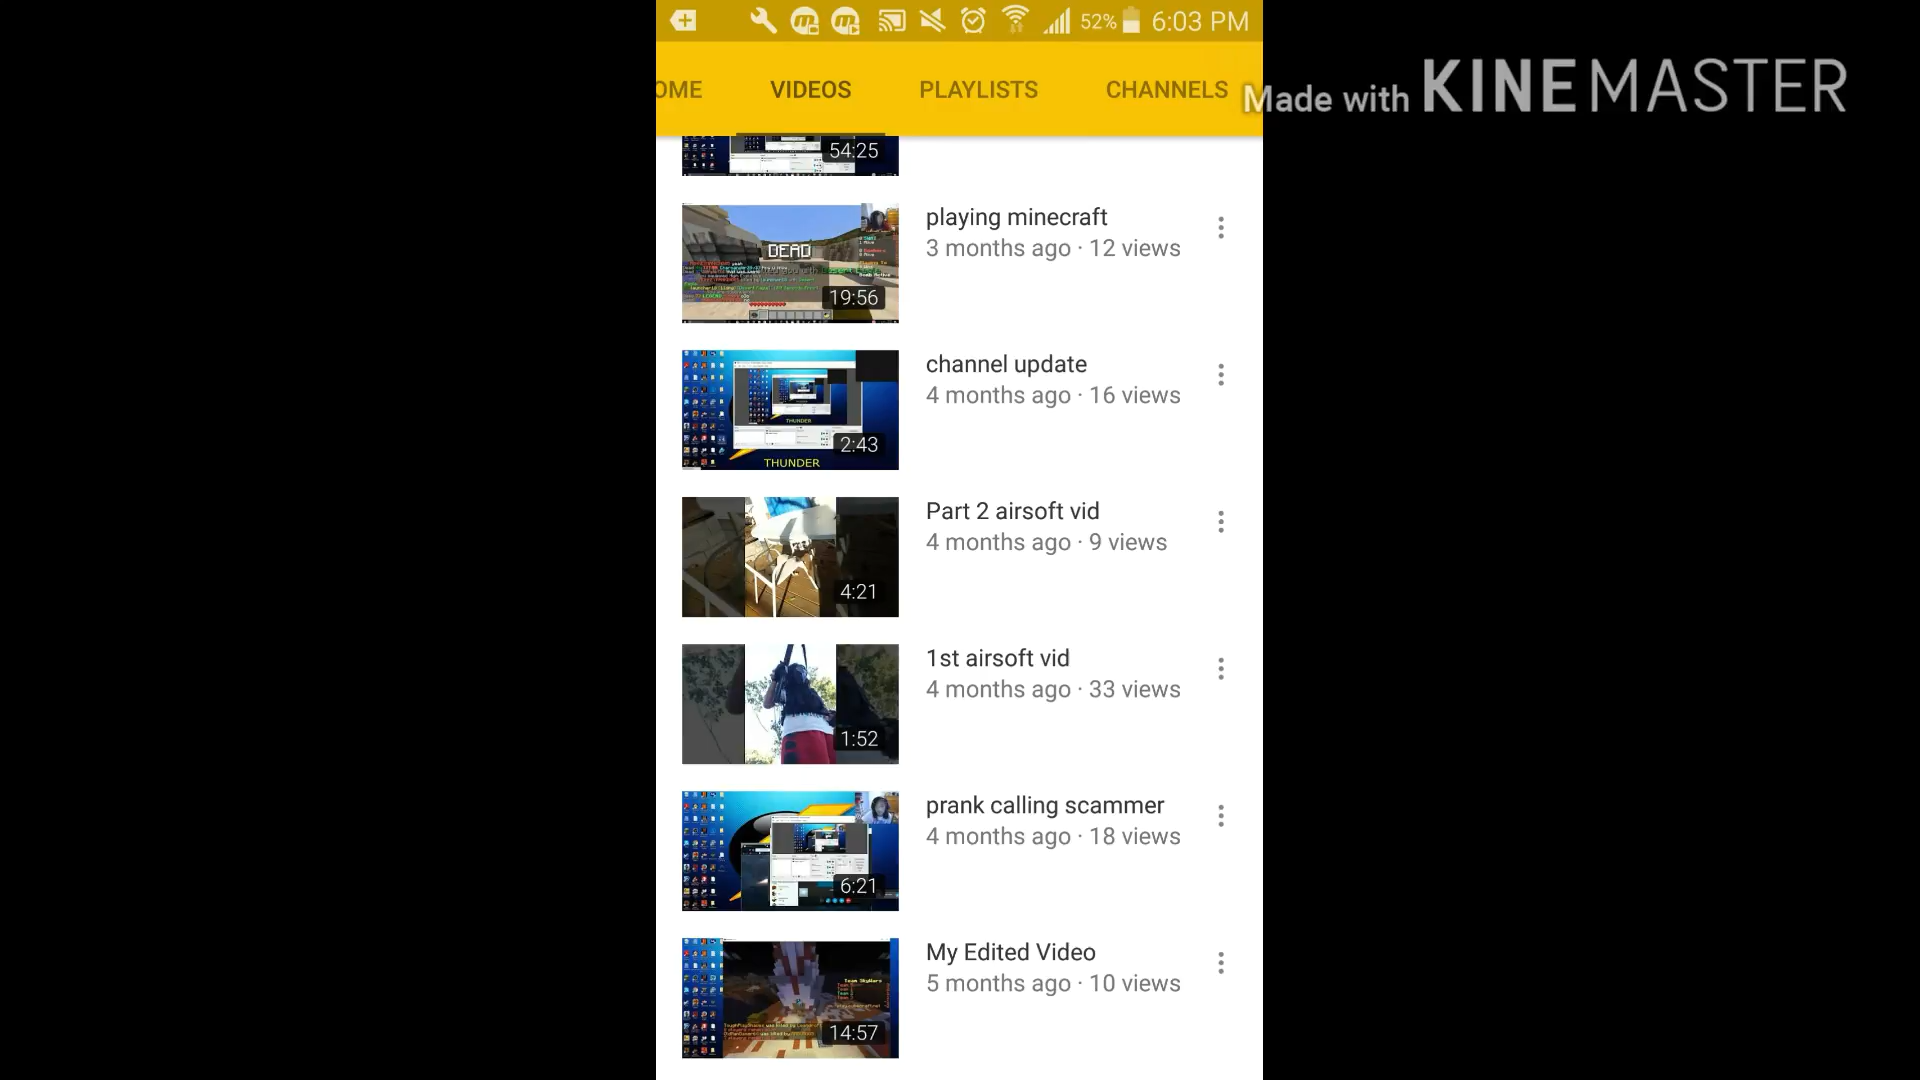 52% 6:03 PM
OME VIDEOS PLAYLISTS CHANNELS
Made with KINEMASTER
54:25
playing minecraft
3 months ago · 12 views
DEAD
19:56
channel update
4 months ago · 16 views
THUNDER
2:43
THUNDER
Part 2 airsoft vid
4 months ago · 9 views
4:21
1st airsoft vid
4 months ago · 33 views
1:52
prank calling scammer
4 months ago · 18 views
6:21
My Edited Video
5 months ago · 10 views
Team SkyWars
14:57